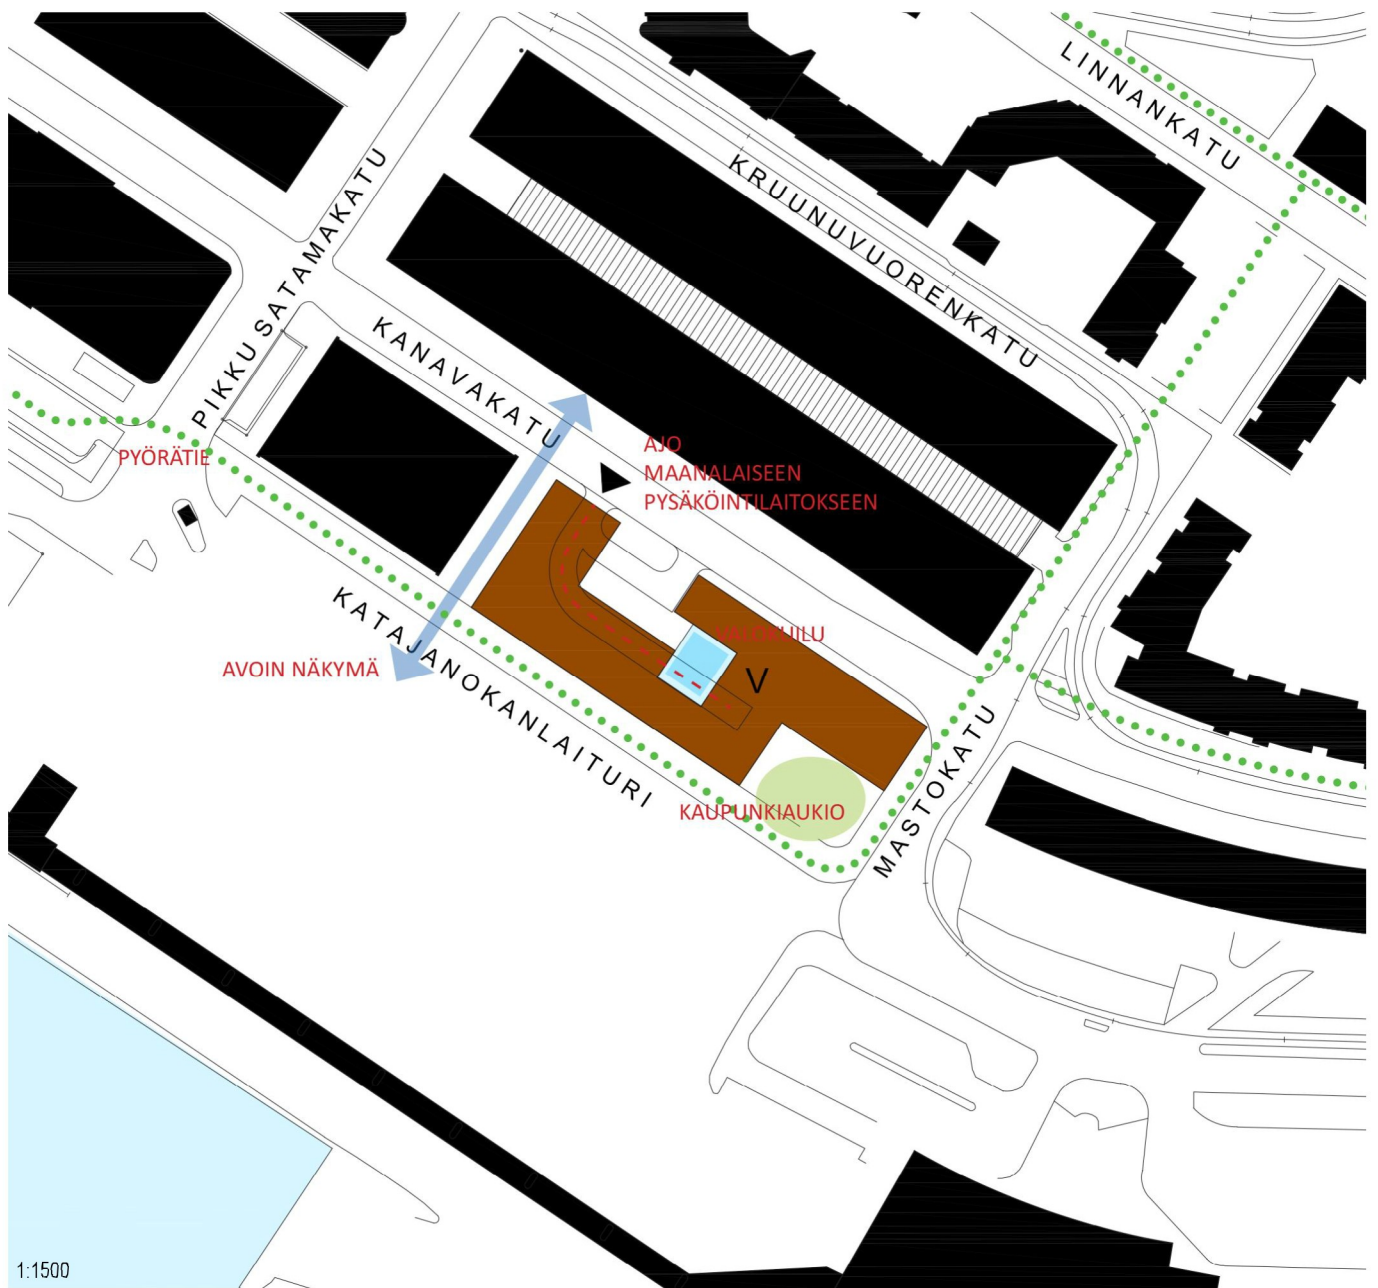 LINNANKATU
KRUUNUVUORENKATU
PIKKU SATAMAKATU
KANAVAKATU
PYÖRÄTIE
AJO
MAANALAISEEN
PYSÄKÖINTILAITOKSEEN
KATAJANOKANLAITURI
VALOKUILU
AVOIN NÄKYMÄ
V
MASTOKATU
KAUPUNKIAUKIO
1:1500